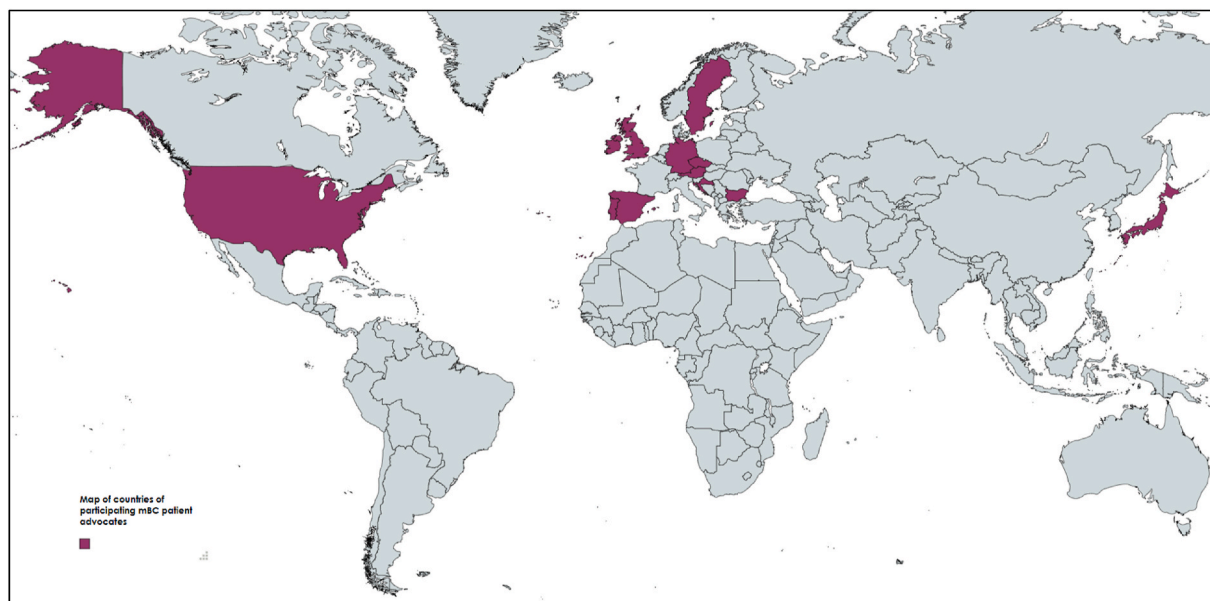 Map of countries of
participating mBC patient
advocates